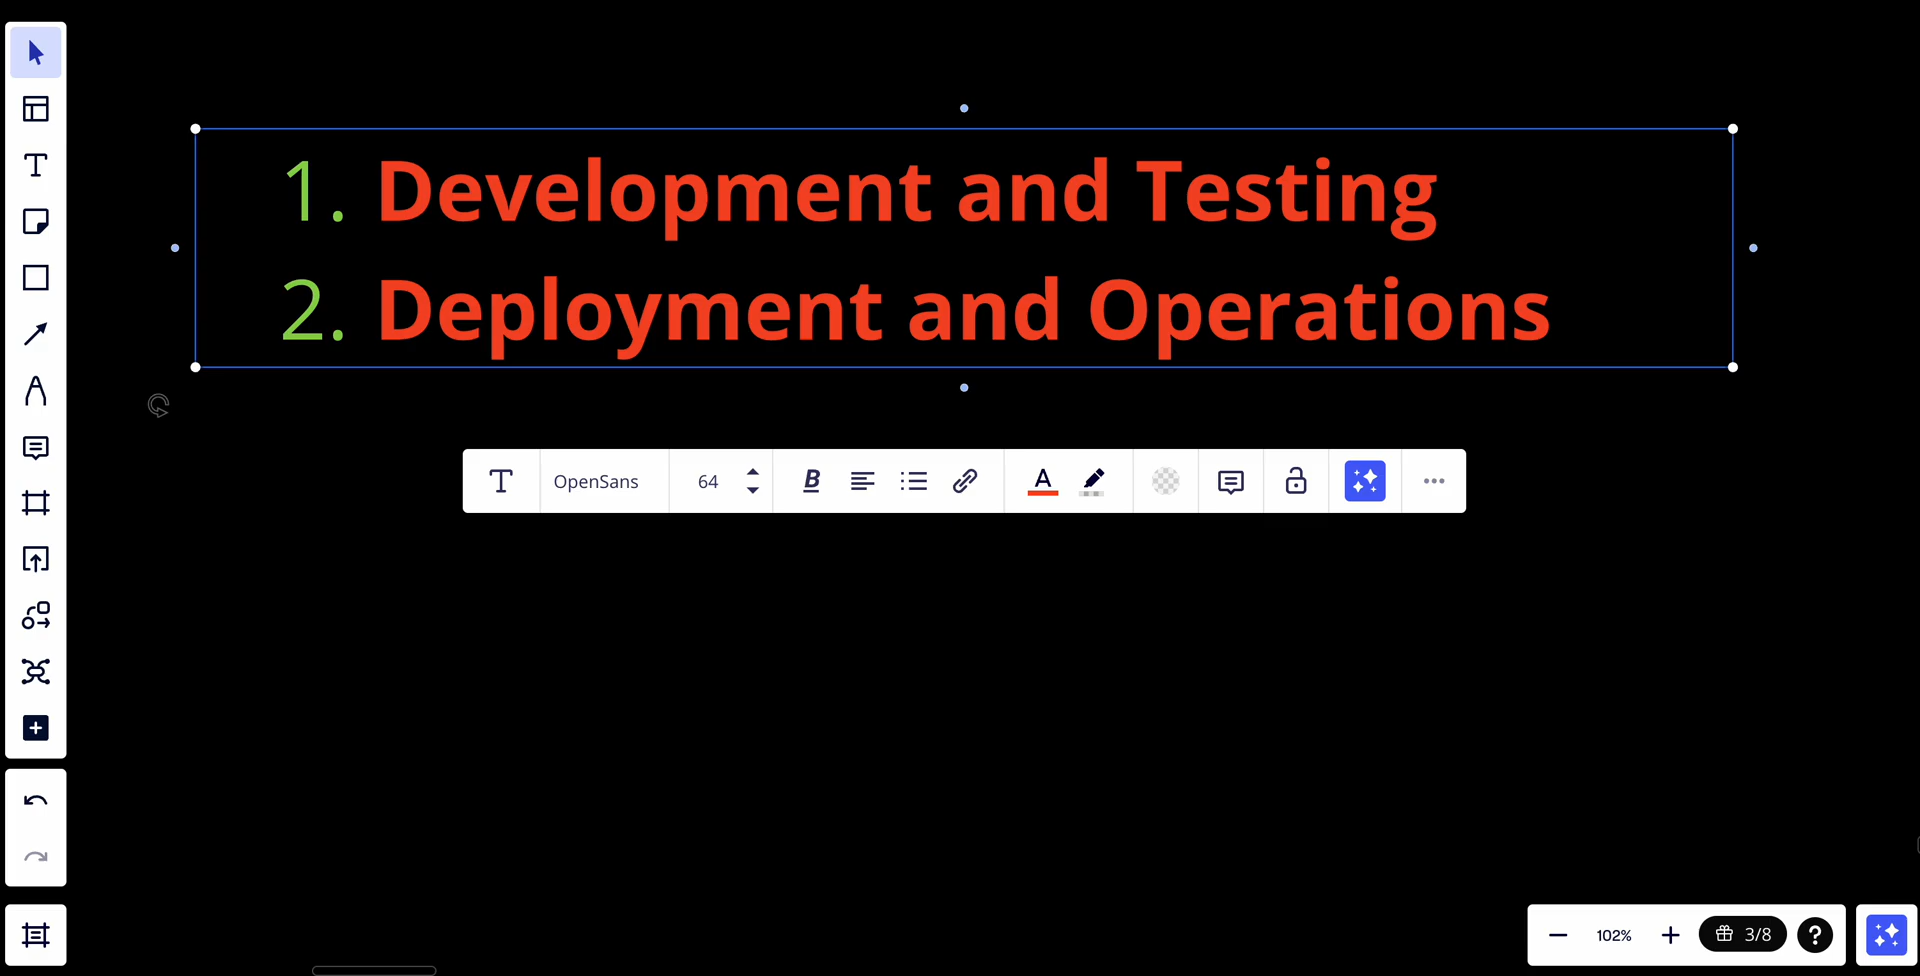 1. Development and Testing
2. Deployment and Operations
OpenSans 64 B A
102% 3/8 ?